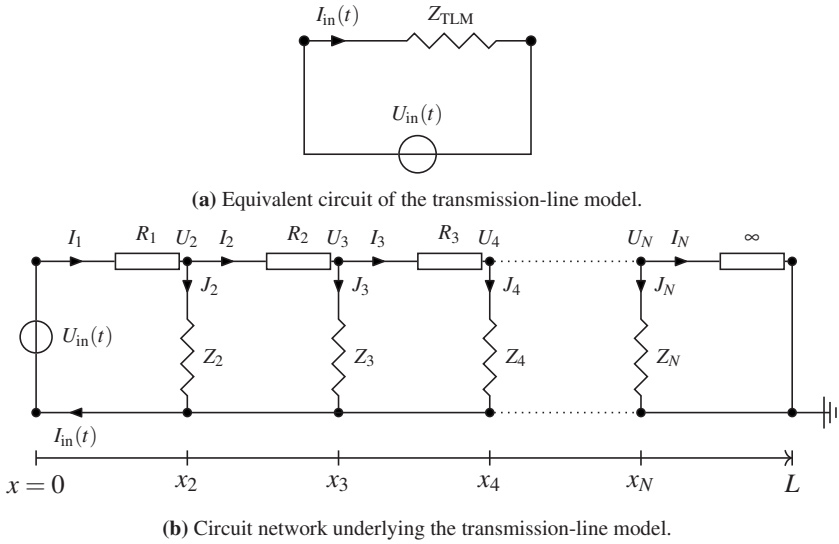 I_in(t) Z_TLM
U_in(t)
(a) Equivalent circuit of the transmission-line model.
I_1 R_1 U_2 I_2 R_2 U_3 I_3 R_3 U_4 U_N I_N ∞
J_2 J_3 J_4 J_N
U_in(t) Z_2 Z_3 Z_4 Z_N
I_in(t)
x = 0 x_2 x_3 x_4 x_N L
(b) Circuit network underlying the transmission-line model.